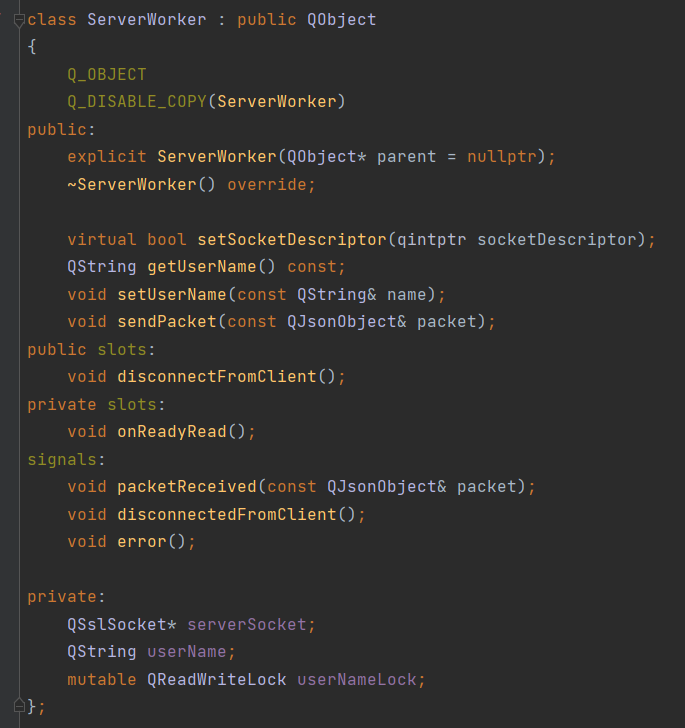 class ServerWorker : public QObject
{
    Q_OBJECT
    Q_DISABLE_COPY(ServerWorker)
public:
    explicit ServerWorker(QObject* parent = nullptr);
    ~ServerWorker() override;

    virtual bool setSocketDescriptor(qintptr socketDescriptor);
    QString getUserName() const;
    void setUserName(const QString& name);
    void sendPacket(const QJsonObject& packet);
public slots:
    void disconnectFromClient();
private slots:
    void onReadyRead();
signals:
    void packetReceived(const QJsonObject& packet);
    void disconnectedFromClient();
    void error();

private:
    QSslSocket* serverSocket;
    QString userName;
    mutable QReadWriteLock userNameLock;
};